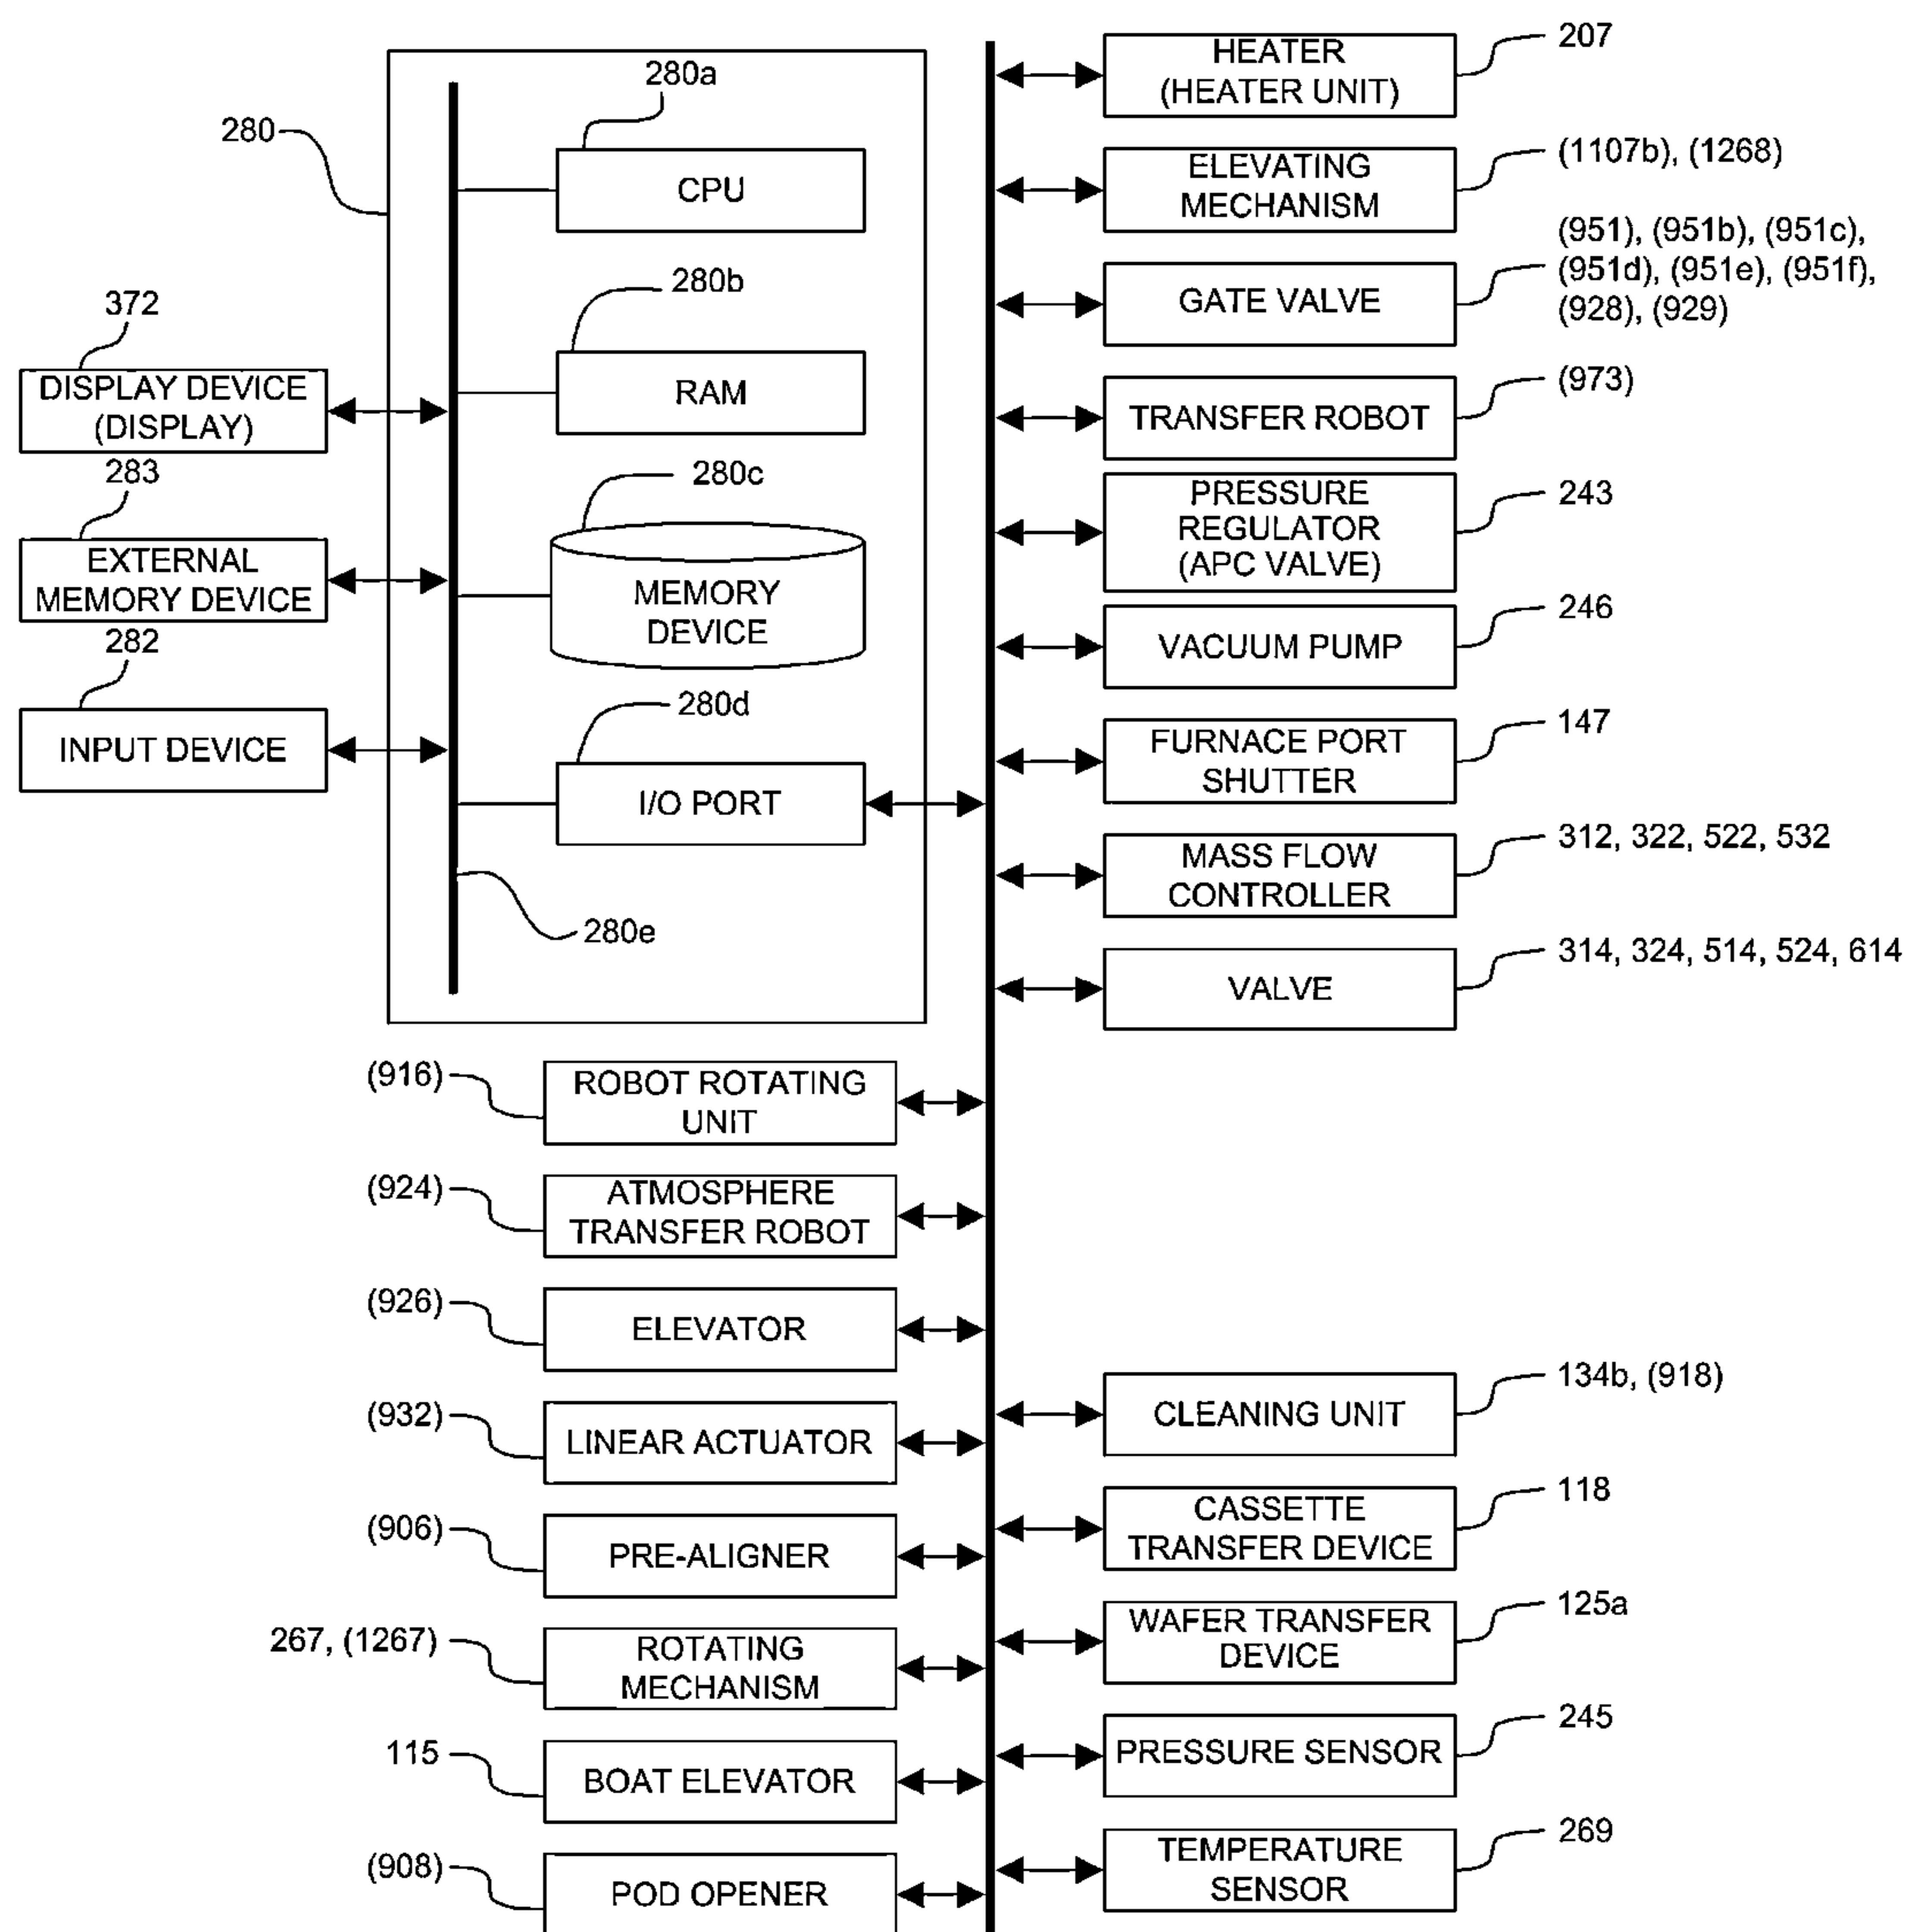 280
280a
CPU
280b
RAM
280c
MEMORY
DEVICE
280d
I/O PORT
280e
372
DISPLAY DEVICE
(DISPLAY)
283
EXTERNAL
MEMORY DEVICE
282
INPUT DEVICE
HEATER
(HEATER UNIT)
207
ELEVATING
MECHANISM
(1107b), (1268)
GATE VALVE
(951), (951b), (951c),
(951d), (951e), (951f),
(928), (929)
TRANSFER ROBOT
(973)
PRESSURE
REGULATOR
(APC VALVE)
243
VACUUM PUMP
246
FURNACE PORT
SHUTTER
147
MASS FLOW
CONTROLLER
312, 322, 522, 532
VALVE
314, 324, 514, 524, 614
(916)
ROBOT ROTATING
UNIT
(924)
ATMOSPHERE
TRANSFER ROBOT
(926)
ELEVATOR
(932)
LINEAR ACTUATOR
(906)
PRE-ALIGNER
267, (1267)
ROTATING
MECHANISM
115
BOAT ELEVATOR
(908)
POD OPENER
CLEANING UNIT
134b, (918)
CASSETTE
TRANSFER DEVICE
118
WAFER TRANSFER
DEVICE
125a
PRESSURE SENSOR
245
TEMPERATURE
SENSOR
269